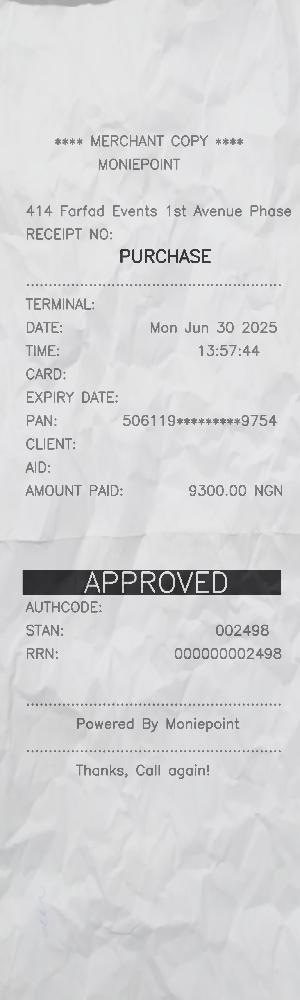 **** MERCHANT COPY ****
MONIEPOINT
414 Farfad Events 1st Avenue Phase
RECEIPT NO:
PURCHASE
TERMINAL:
DATE: Mon Jun 30 2025
TIME: 13:57:44
CARD:
EXPIRY DATE:
PAN: 506119*********9754
CLIENT:
AID:
AMOUNT PAID: 9300.00 NGN
APPROVED
AUTHCODE:
STAN: 002498
RRN: 000000002498
Powered By Moniepoint
Thanks, Call again!